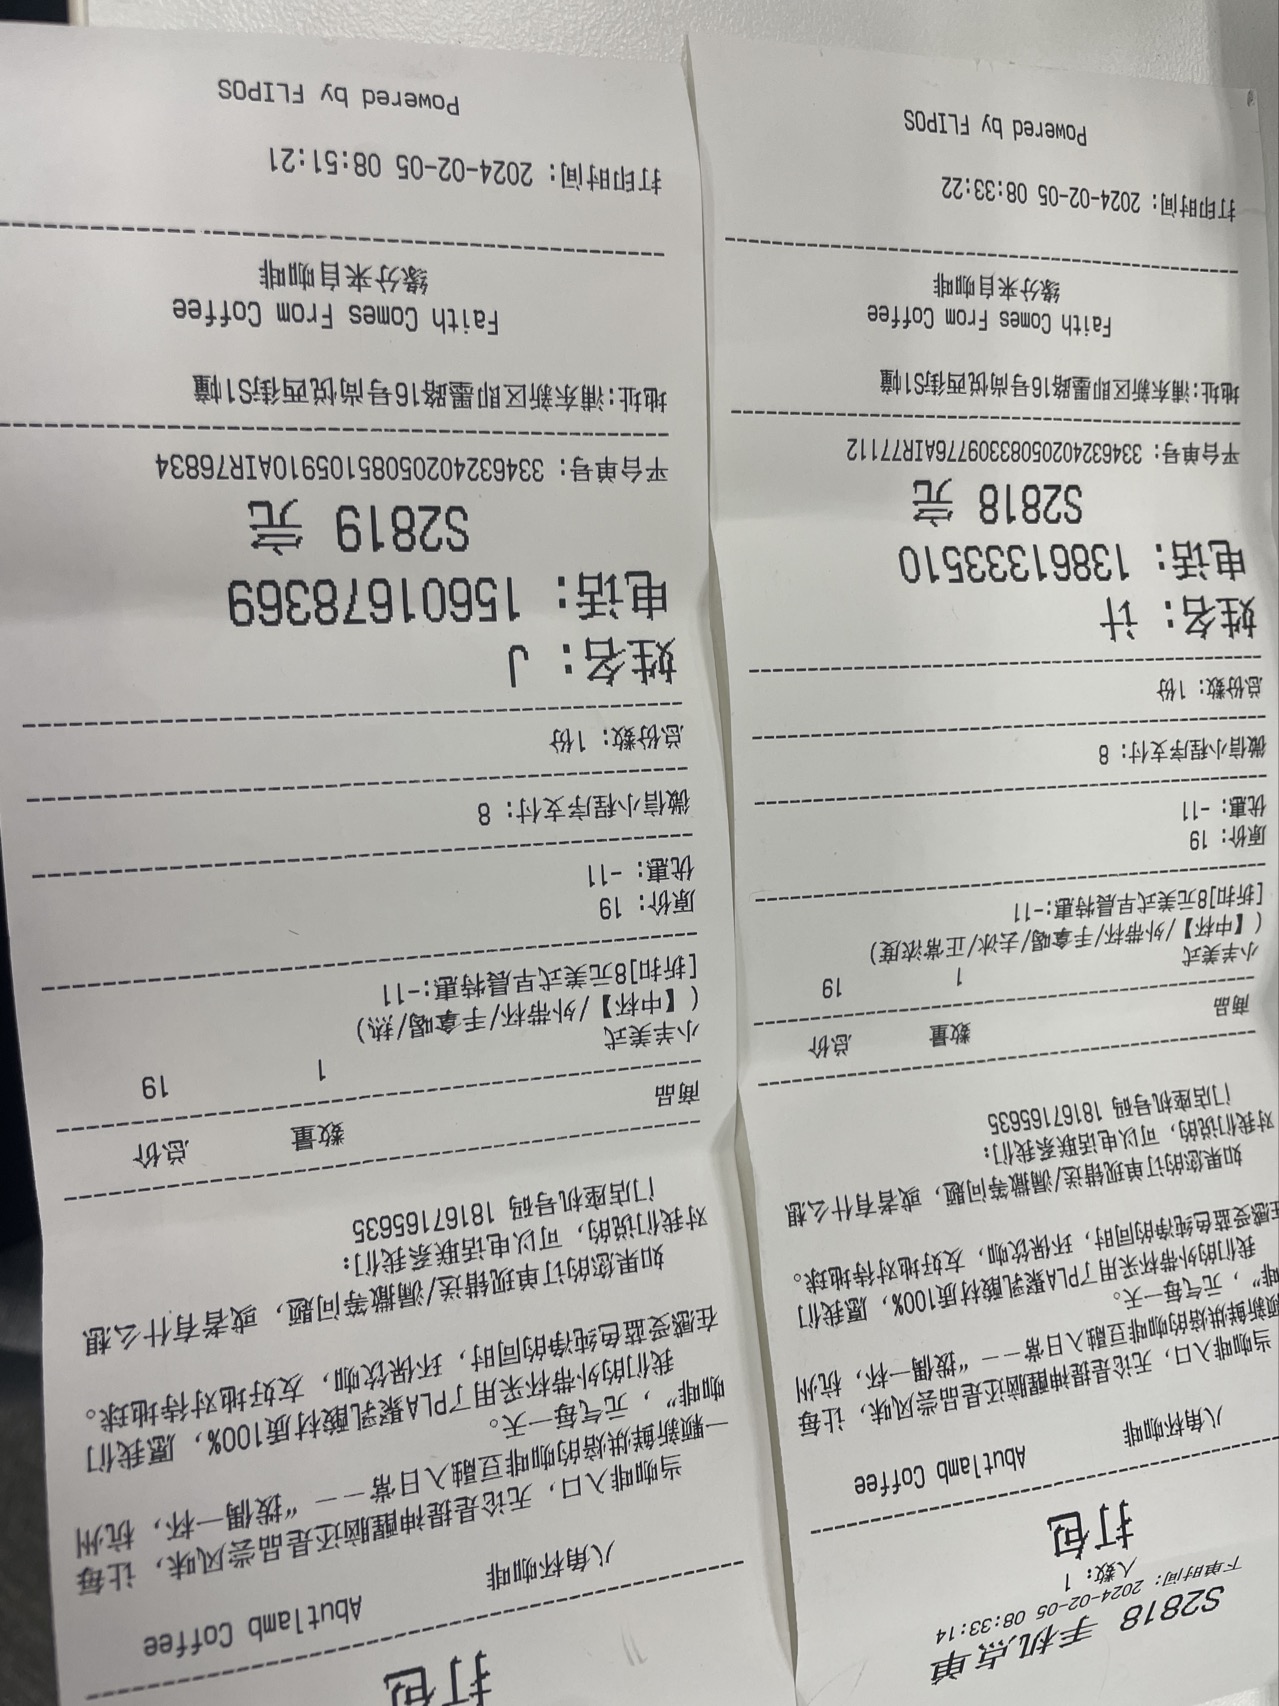 S2818 手机点单
下单时间: 2024-02-05 08:33:14
人数: 1
打包
八角杯咖啡 Abutlamb Coffee
当咖啡入口, 无论是提神醒脑还是品尝风味, 让每
颗新鲜烘焙的咖啡豆融入日常——“拨偶一杯, 杭州
啡”, 元气每一天。
我们的外带杯采用了PLA聚乳酸材质100%, 愿我们
在感受蓝色纯净的同时, 环保饮咖, 友好地对待地球。
如果您的订单现错送/漏撒等问题, 或者有什么想
对我们说的, 可以电话联系我们:
门店座机号码 18167165635
商品 数量 总价
小羊美式 1 19
(【中杯】/外带杯/手拿喝/去冰/正常浓度)
[折扣]8元美式早晨特惠:-11
原价: 19
优惠: -11
微信小程序支付: 8
总份数: 1份
姓名: 计
电话: 13861333510
S2818 完
平台单号: 33463240205083309776AIR77112
地址:浦东新区即墨路16号尚悦西街S1幢
Faith Comes From Coffee
缘分来自咖啡
打印时间: 2024-02-05 08:33:22
Powered by FLIPOS
打包
八角杯咖啡 Abutlamb Coffee
当咖啡入口, 无论是提神醒脑还是品尝风味, 让每
一颗新鲜烘焙的咖啡豆融入日常——“拨偶一杯, 杭州
咖啡”, 元气每一天。
我们的外带杯采用了PLA聚乳酸材质100%, 愿我们
在感受蓝色纯净的同时, 环保饮咖, 友好地对待地球。
如果您的订单现错送/漏撒等问题, 或者有什么想
对我们说的, 可以电话联系我们:
门店座机号码 18167165635
商品 数量 总价
小羊美式 1 19
(【中杯】/外带杯/手拿喝/热)
[折扣]8元美式早晨特惠:-11
原价: 19
优惠: -11
微信小程序支付: 8
总份数: 1份
姓名: J
电话: 15601678369
S2819 完
平台单号: 33463240205085105910AIR76834
地址:浦东新区即墨路16号尚悦西街S1幢
Faith Comes From Coffee
缘分来自咖啡
打印时间: 2024-02-05 08:51:21
Powered by FLIPOS